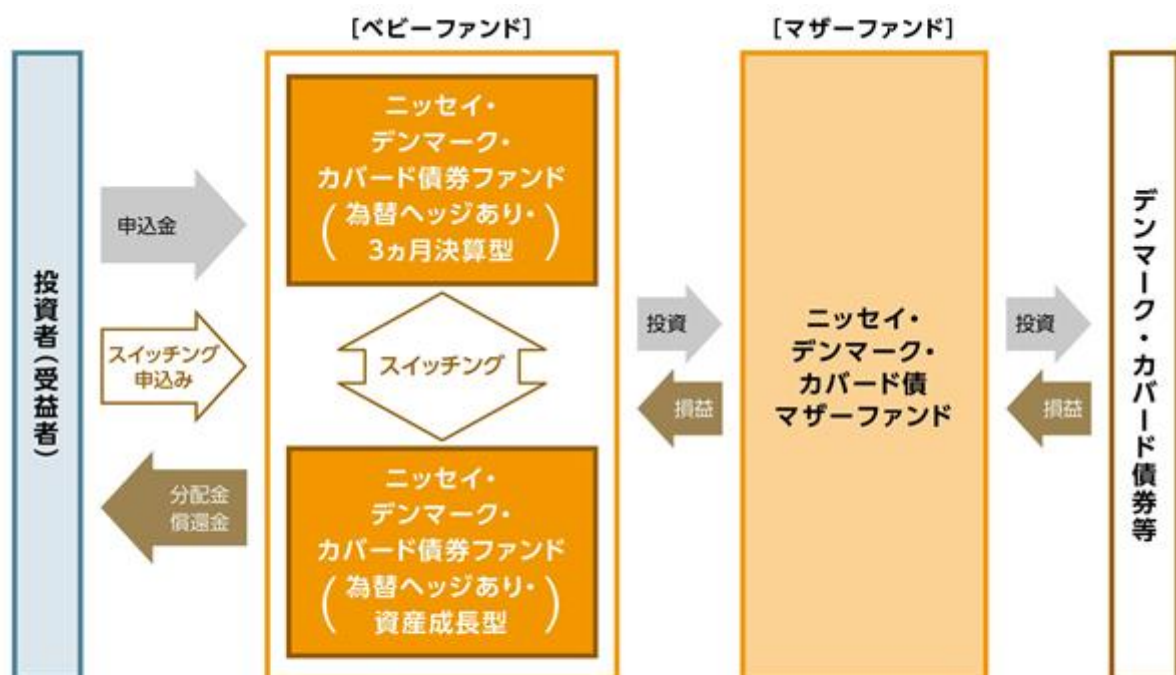 [ベビーファンド]
[マザーファンド]
投資者(受益者)
申込金
スイッチング
申込み
分配金
償還金
ニッセイ・
デンマーク・
カバード債券ファンド
(為替ヘッジあり・
3ヵ月決算型)
スイッチング
ニッセイ・
デンマーク・
カバード債券ファンド
(為替ヘッジあり・
資産成長型)
投資
損益
ニッセイ・
デンマーク・
カバード債
マザーファンド
投資
損益
デンマーク・カバード債券等